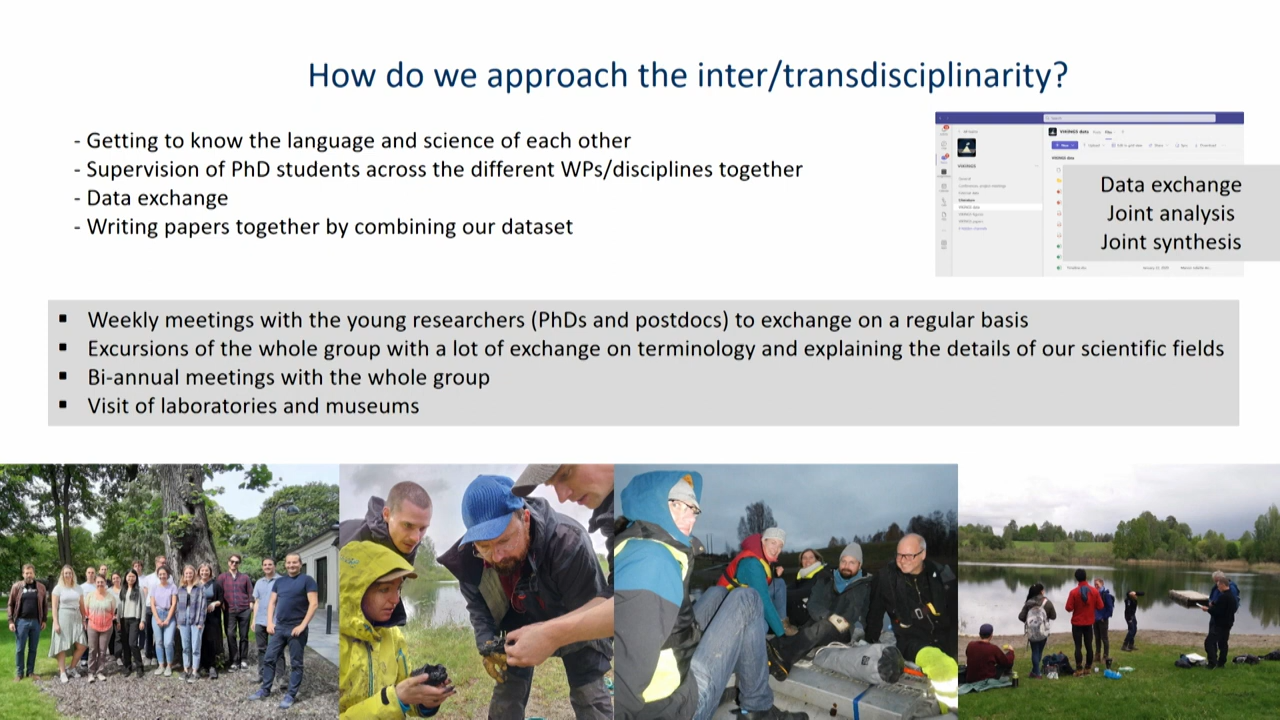 How do we approach the inter/transdisciplinarity?
- Getting to know the language and science of each other
- Supervision of PhD students across the different WPs/disciplines together
- Data exchange
- Writing papers together by combining our dataset
Data exchange
Joint analysis
Joint synthesis
▪ Weekly meetings with the young researchers (PhDs and postdocs) to exchange on a regular basis
▪ Excursions of the whole group with a lot of exchange on terminology and explaining the details of our scientific fields
▪ Bi-annual meetings with the whole group
▪ Visit of laboratories and museums